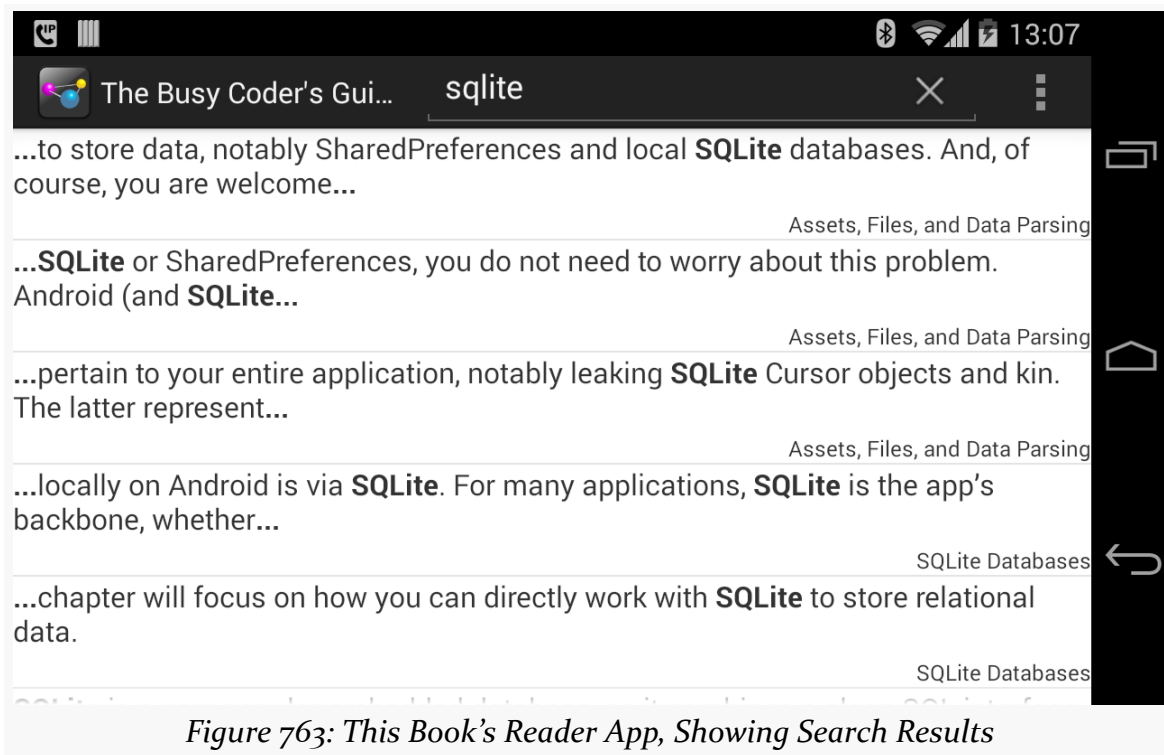 IP
13:07
The Busy Coder's Gui...
sqlite
...to store data, notably SharedPreferences and local SQLite databases. And, of
course, you are welcome...
Assets, Files, and Data Parsing
...SQLite or SharedPreferences, you do not need to worry about this problem.
Android (and SQLite...
Assets, Files, and Data Parsing
...pertain to your entire application, notably leaking SQLite Cursor objects and kin.
The latter represent...
Assets, Files, and Data Parsing
...locally on Android is via SQLite. For many applications, SQLite is the app’s
backbone, whether...
SQLite Databases
...chapter will focus on how you can directly work with SQLite to store relational
data.
SQLite Databases
Figure 763: This Book’s Reader App, Showing Search Results